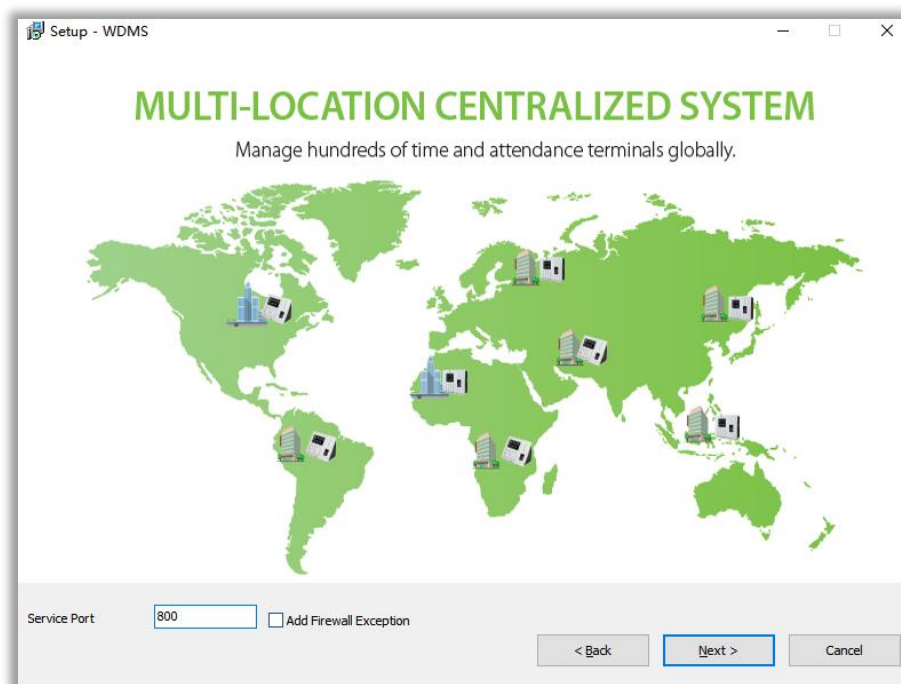 Setup - WDMS
MULTI-LOCATION CENTRALIZED SYSTEM
Manage hundreds of time and attendance terminals globally.
Service Port 800 Add Firewall Exception
< Back Next > Cancel